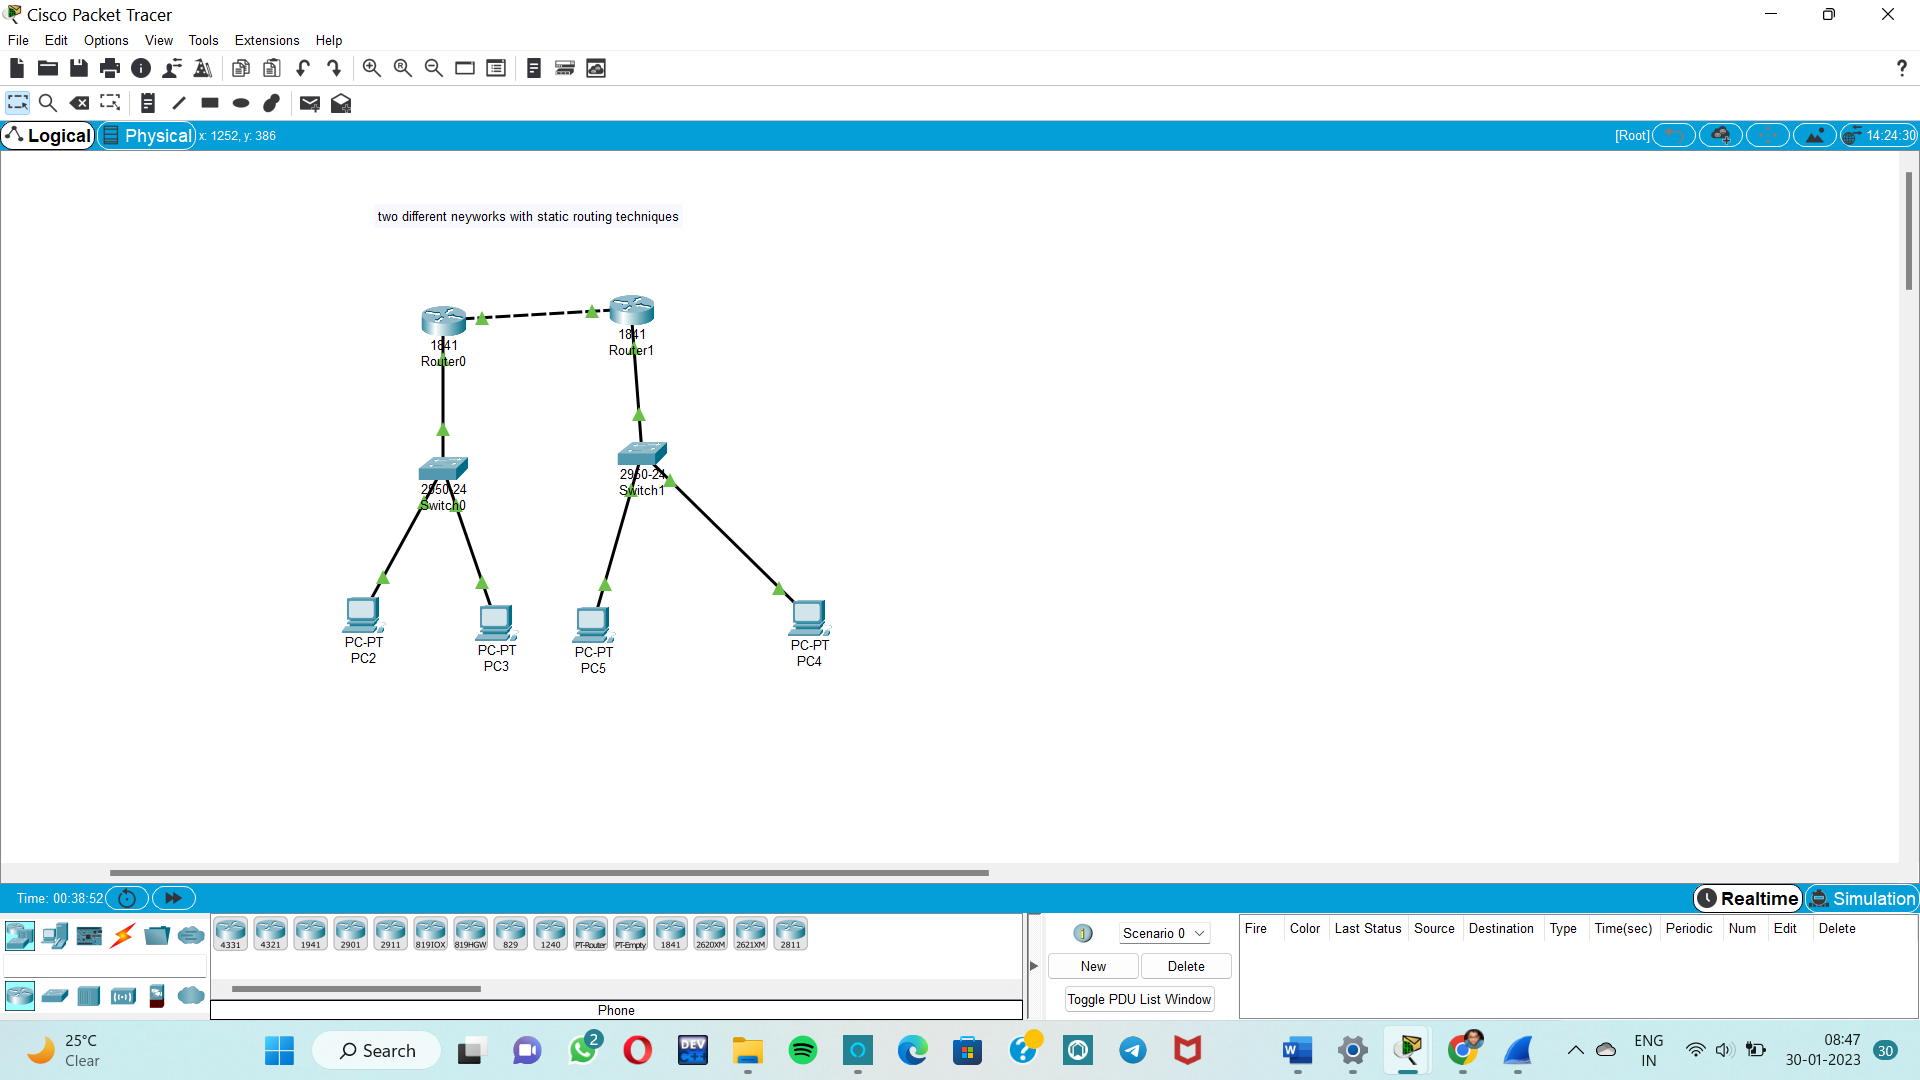 Cisco Packet Tracer
File Edit Options View Tools Extensions Help
?
Logical Physical x: 1252, y: 386 [Root] 14:24:30
two different neyworks with static routing techniques
1841
Router0
1841
Router1
2950-24
Switch0
2950-24
Switch1
PC-PT
PC2
PC-PT
PC3
PC-PT
PC5
PC-PT
PC4
Time: 00:38:52 Realtime Simulation
4331 4321 1941 2901 2911 819IOX 819HGW 829 1240 PT-Router PT-Empty 1841 2620XM 2621XM 2811
Phone
1 Scenario 0
New Delete
Toggle PDU List Window
Fire Color Last Status Source Destination Type Time(sec) Periodic Num Edit Delete
25°C
Clear
Search
2
DEV
C++
W
ENG
IN
08:47
30-01-2023
30